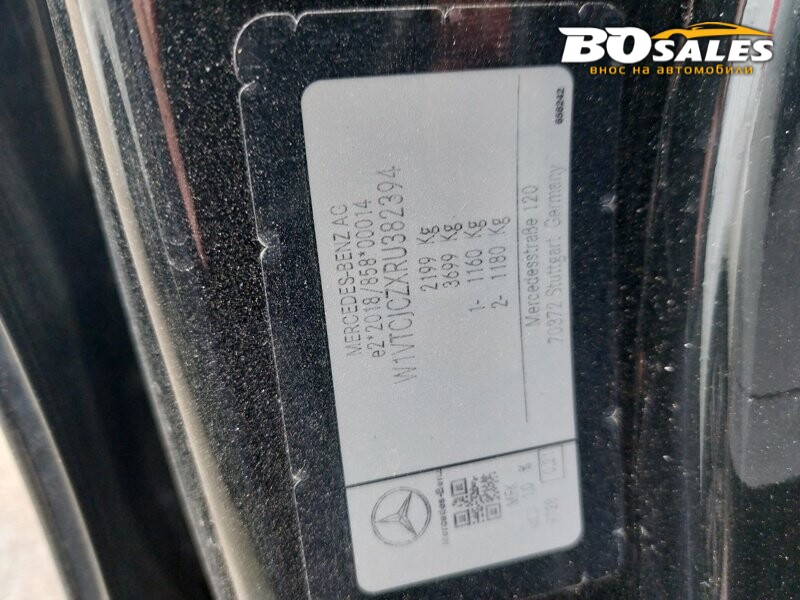 BOSALES
внос на автомобили
656242
MERCEDES-BENZ AG
e2*2018/858*00014
W1VTCJCZXRU382394
2199 Kg
3699 Kg
1- 1160 Kg
2- 1180 Kg
Mercedesstraße 120
70372 Stuttgart, Germany